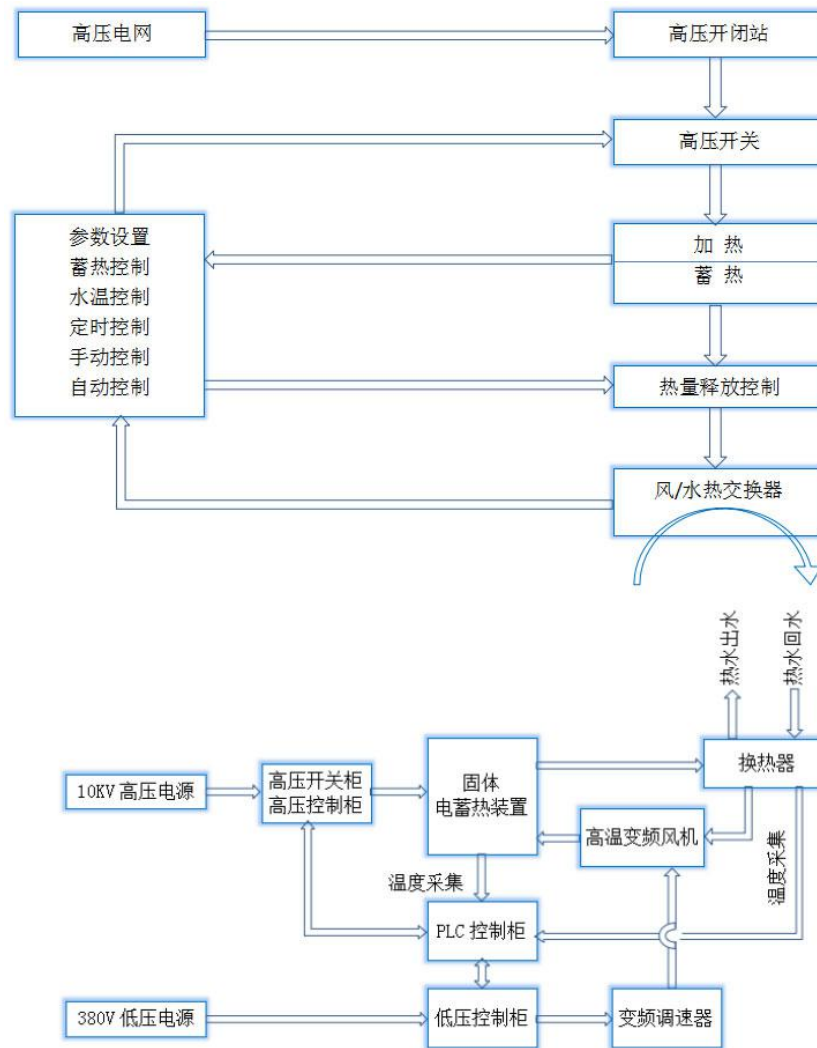 高压电网
高压开闭站
高压开关
参数设置
蓄热控制
水温控制
定时控制
手动控制
自动控制
加 热
蓄 热
热量释放控制
风/水热交换器
热水出水
热水回水
10KV 高压电源
高压开关柜
高压控制柜
固体
电蓄热装置
换热器
高温变频风机
温度采集
温度采集
PLC 控制柜
380V 低压电源
低压控制柜
变频调速器